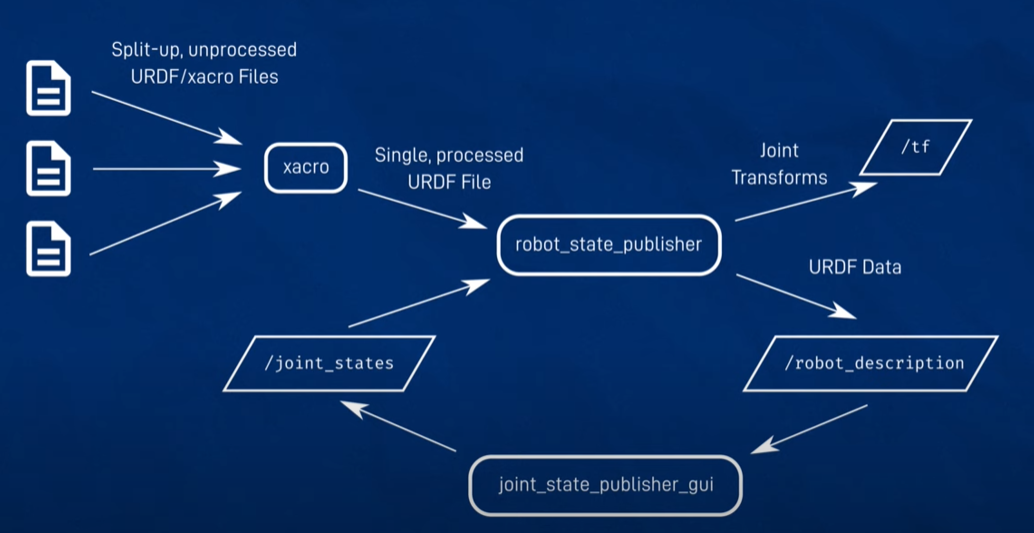 Split-up, unprocessed
URDF/xacro Files
xacro
Single, processed
URDF File
robot_state_publisher
Joint
Transforms
/tf
URDF Data
/joint_states
/robot_description
joint_state_publisher_gui